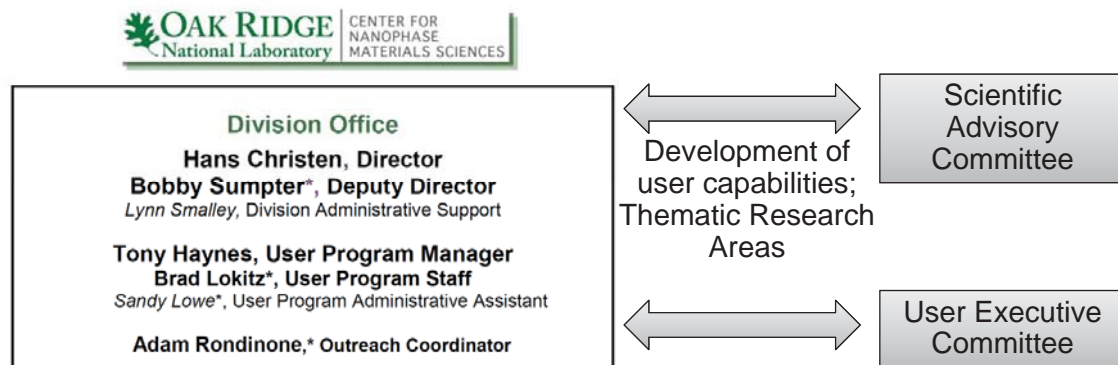 OAK RIDGE
National Laboratory
CENTER FOR
NANOPHASE
MATERIALS SCIENCES
Division Office
Hans Christen, Director
Bobby Sumpter*, Deputy Director
Lynn Smalley, Division Administrative Support
Tony Haynes, User Program Manager
Brad Lokitz*, User Program Staff
Sandy Lowe*, User Program Administrative Assistant
Adam Rondinone,* Outreach Coordinator
Development of
user capabilities;
Thematic Research
Areas
Scientific
Advisory
Committee
User Executive
Committee